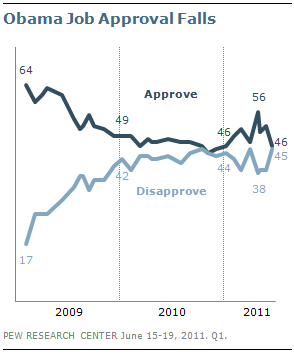 Obama Job Approval Falls
64
Approve
56
49
46
46
45
42
44
Disapprove
38
17
2009 2010 2011
PEW RESEARCH CENTER June 15-19, 2011. Q1.